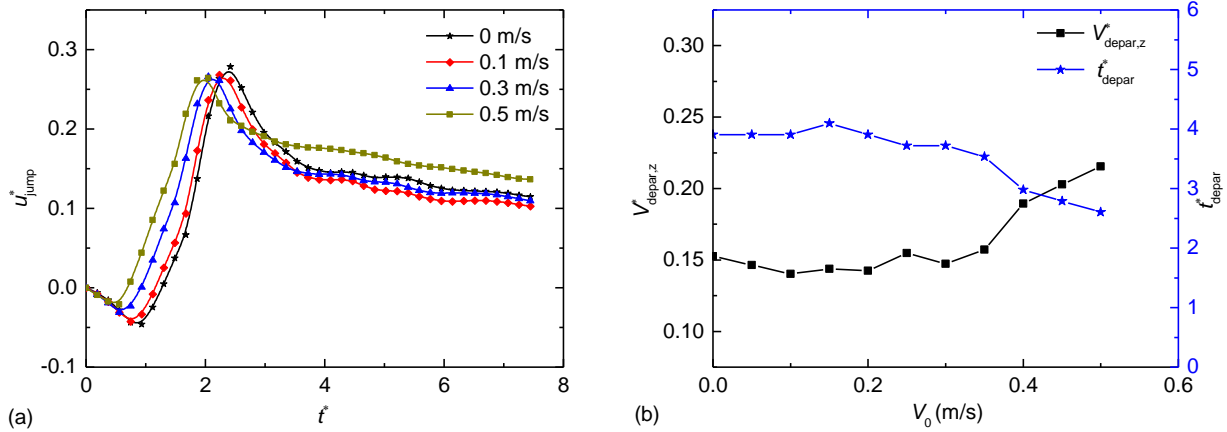 0.3
0.2
0.1
0.0
-0.1
u*jump
0 m/s
0.1 m/s
0.3 m/s
0.5 m/s
0 2 4 6 8
t*
(a)
0.30
0.25
0.20
0.15
0.10
V*depar,z
V*depar,z
t*depar
6
5
4
3
2
1
0
t*depar
0.0 0.2 0.4 0.6
V0 (m/s)
(b)